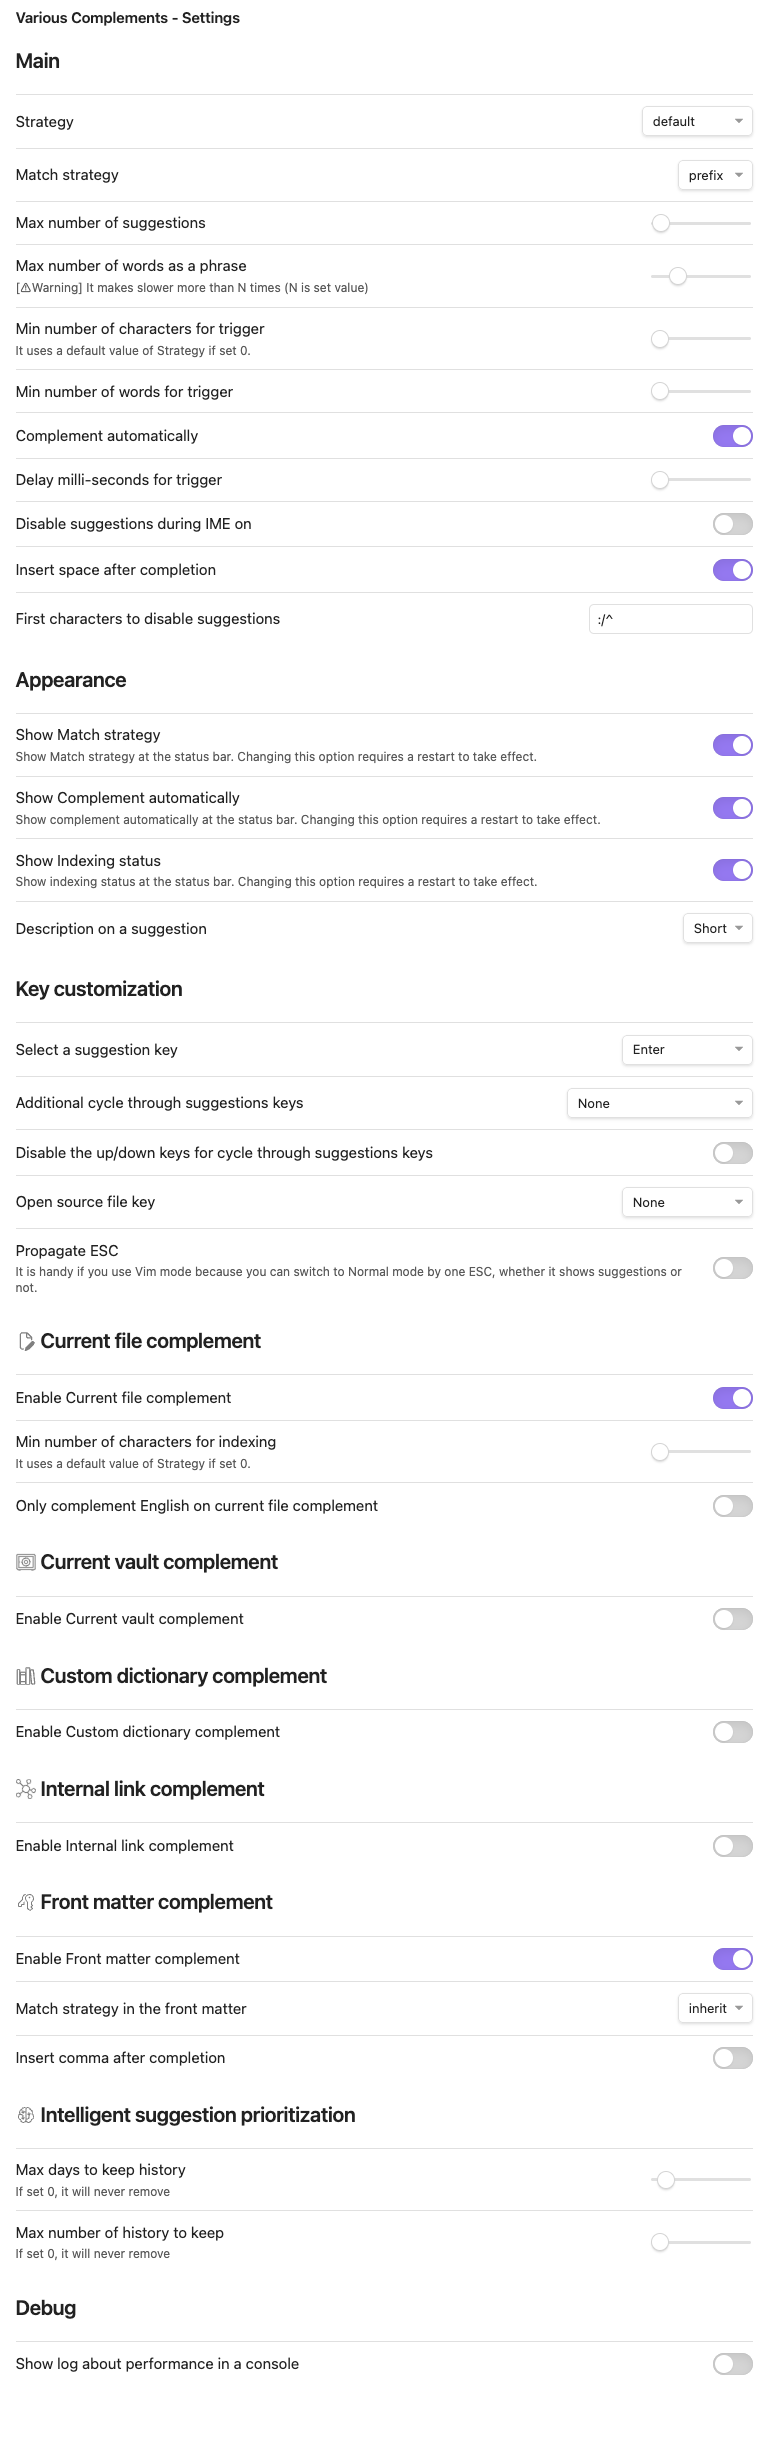 Various Complements - Settings
Main
Strategy
default
Match strategy
prefix
Max number of suggestions
Max number of words as a phrase
[⚠Warning] It makes slower more than N times (N is set value)
Min number of characters for trigger
It uses a default value of Strategy if set 0.
Min number of words for trigger
Complement automatically
Delay milli-seconds for trigger
Disable suggestions during IME on
Insert space after completion
First characters to disable suggestions
:/^
Appearance
Show Match strategy
Show Match strategy at the status bar. Changing this option requires a restart to take effect.
Show Complement automatically
Show complement automatically at the status bar. Changing this option requires a restart to take effect.
Show Indexing status
Show indexing status at the status bar. Changing this option requires a restart to take effect.
Description on a suggestion
Short
Key customization
Select a suggestion key
Enter
Additional cycle through suggestions keys
None
Disable the up/down keys for cycle through suggestions keys
Open source file key
None
Propagate ESC
It is handy if you use Vim mode because you can switch to Normal mode by one ESC, whether it shows suggestions or
not.
Current file complement
Enable Current file complement
Min number of characters for indexing
It uses a default value of Strategy if set 0.
Only complement English on current file complement
Current vault complement
Enable Current vault complement
Custom dictionary complement
Enable Custom dictionary complement
Internal link complement
Enable Internal link complement
Front matter complement
Enable Front matter complement
Match strategy in the front matter
inherit
Insert comma after completion
Intelligent suggestion prioritization
Max days to keep history
If set 0, it will never remove
Max number of history to keep
If set 0, it will never remove
Debug
Show log about performance in a console